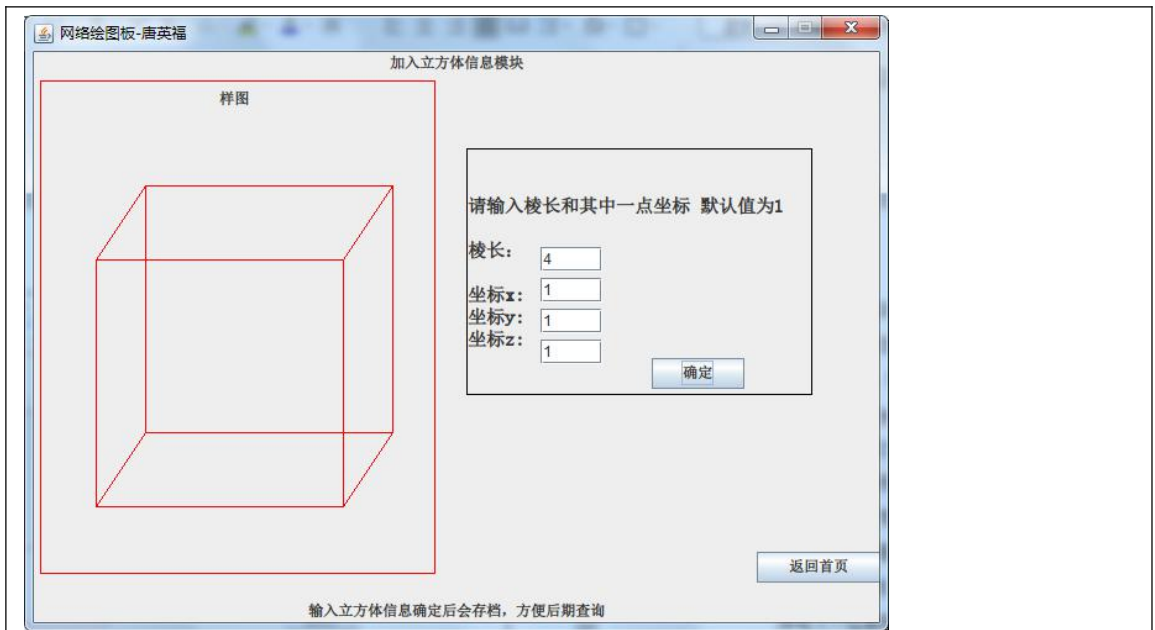 网络绘图板-唐英福
加入立方体信息模块
样图
请输入棱长和其中一点坐标 默认值为1
棱长: 4
坐标x: 1
坐标y: 1
坐标z: 1
确定
返回首页
输入立方体信息确定后会存档，方便后期查询